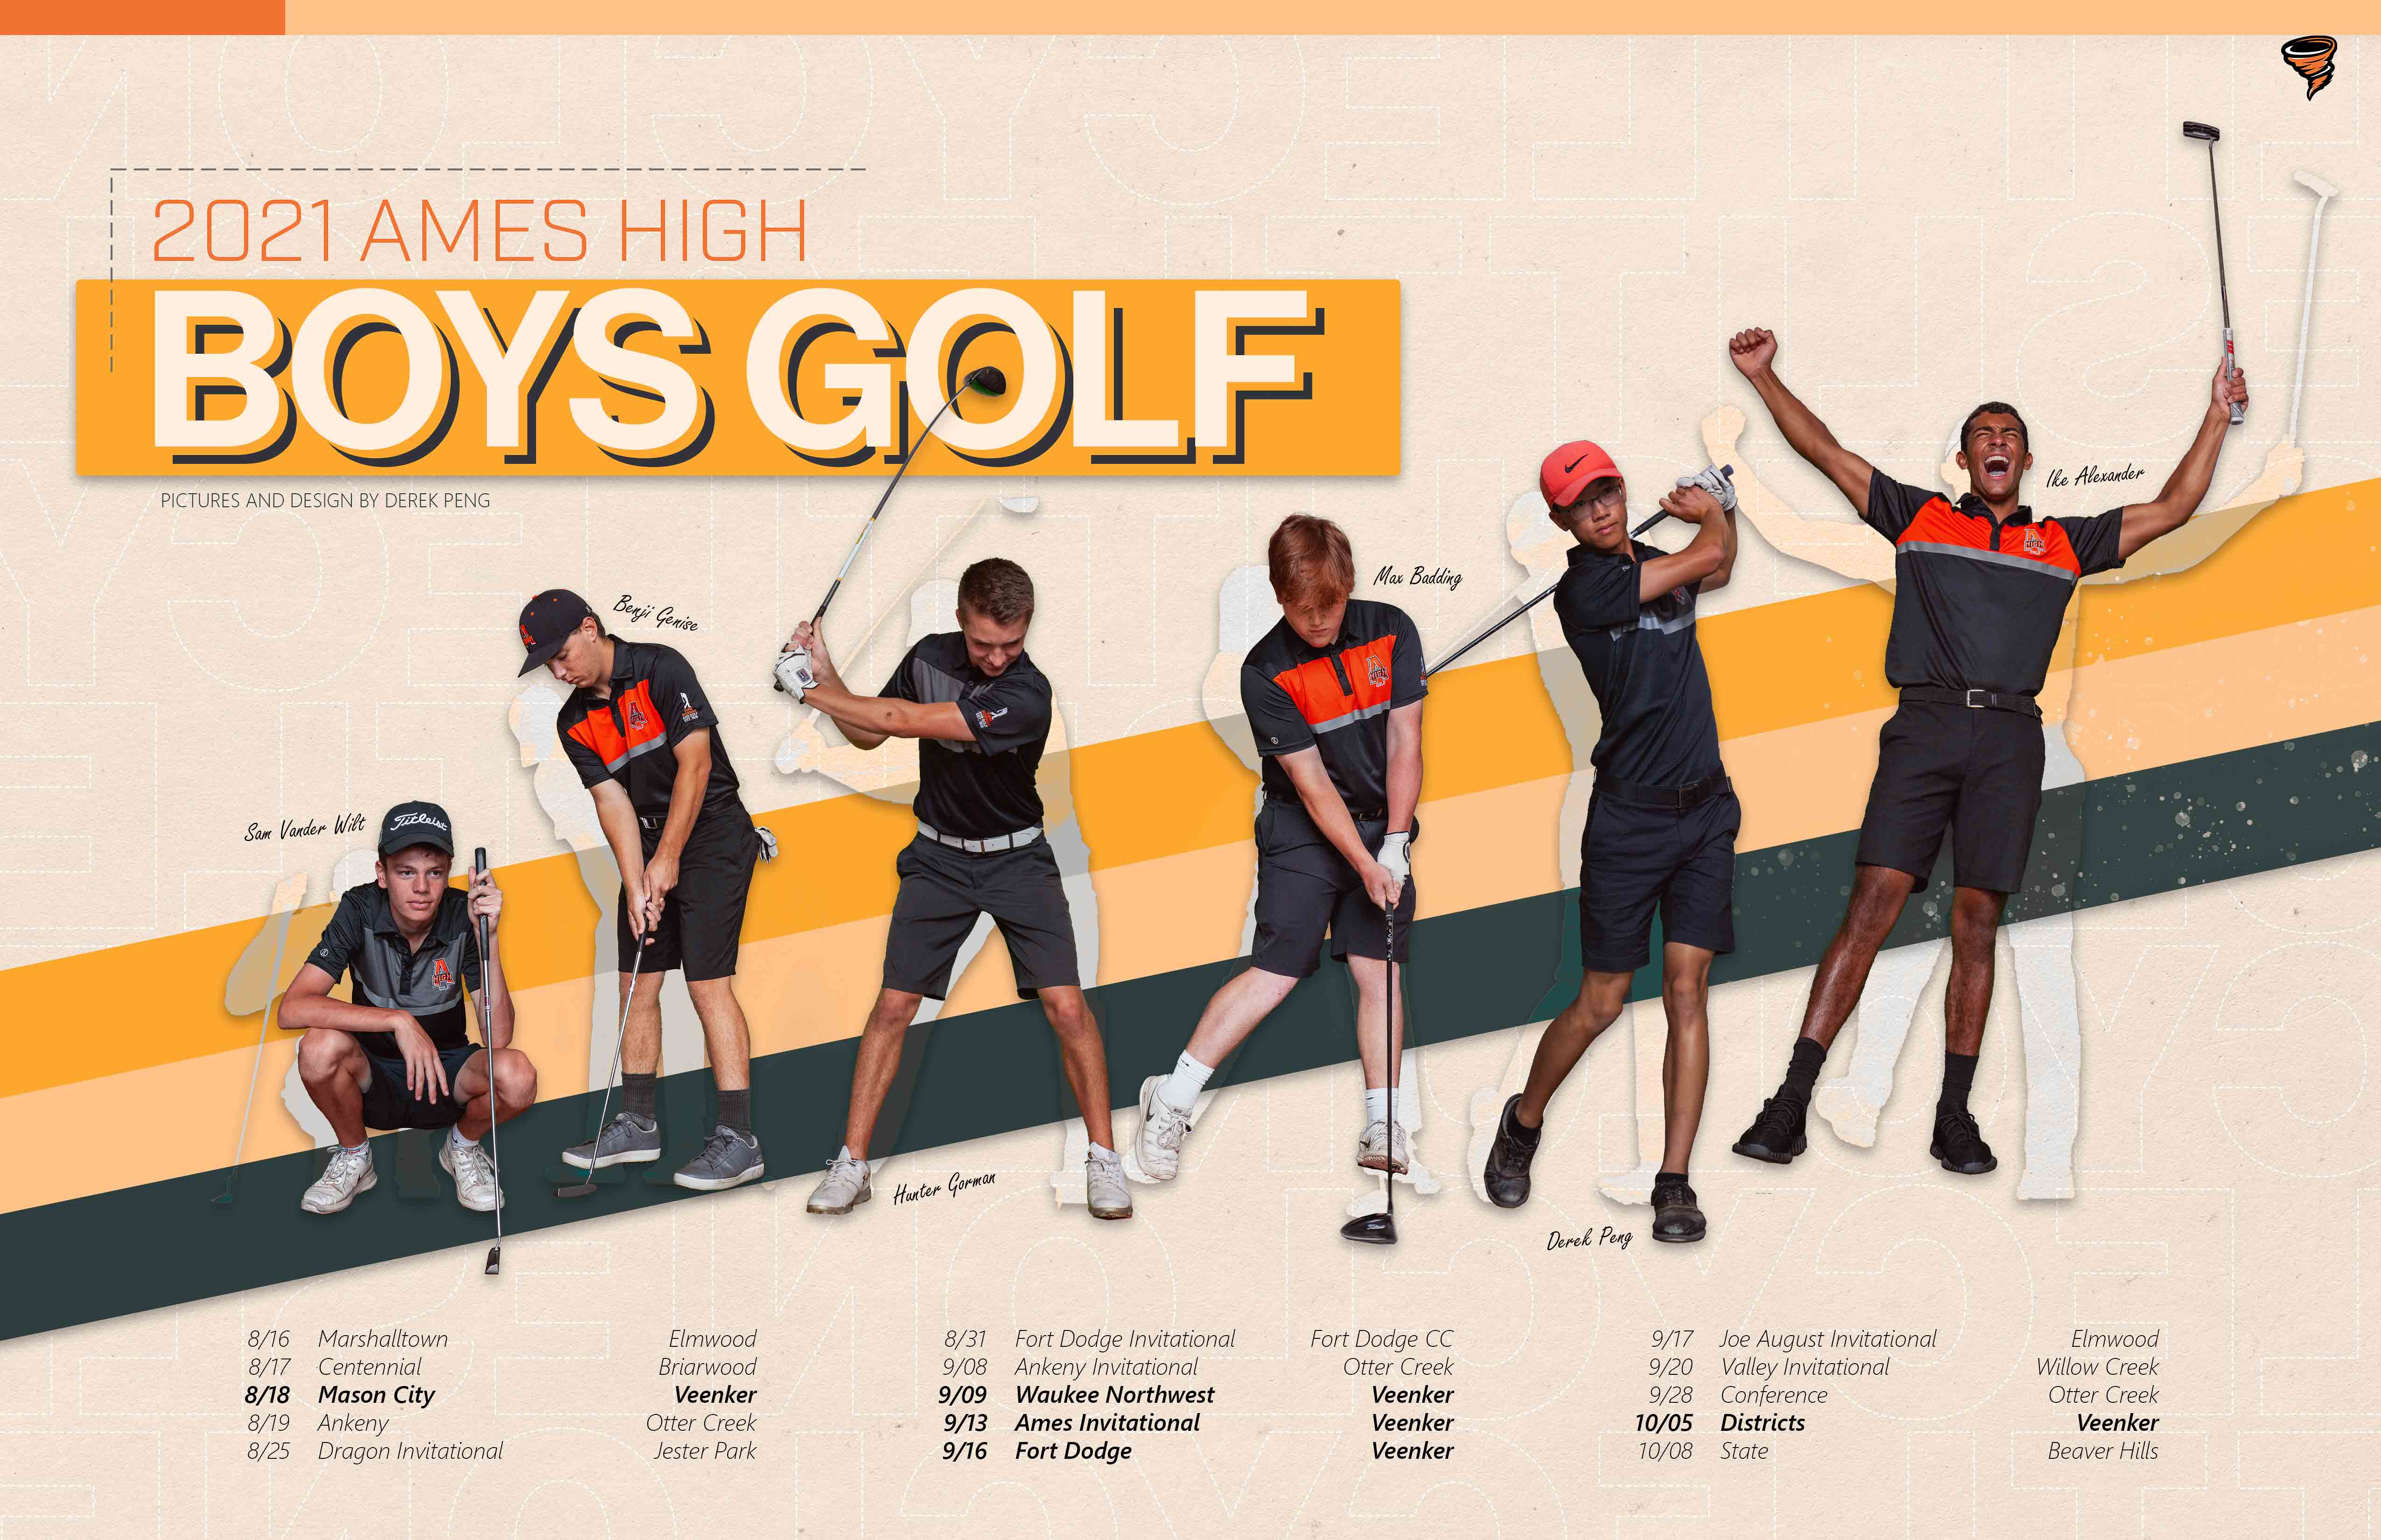 2021 AMES HIGH
BOYS GOLF
PICTURES AND DESIGN BY DEREK PENG
Sam Vander Wilt
Titleist
Benji Genise
Hunter Gorman
Max Badding
Derek Peng
Ike Alexander
8/16 Marshalltown Elmwood
8/17 Centennial Briarwood
8/18 Mason City Veenker
8/19 Ankeny Otter Creek
8/25 Dragon Invitational Jester Park
8/31 Fort Dodge Invitational Fort Dodge CC
9/08 Ankeny Invitational Otter Creek
9/09 Waukee Northwest Veenker
9/13 Ames Invitational Veenker
9/16 Fort Dodge Veenker
9/17 Joe August Invitational Elmwood
9/20 Valley Invitational Willow Creek
9/28 Conference Otter Creek
10/05 Districts Veenker
10/08 State Beaver Hills